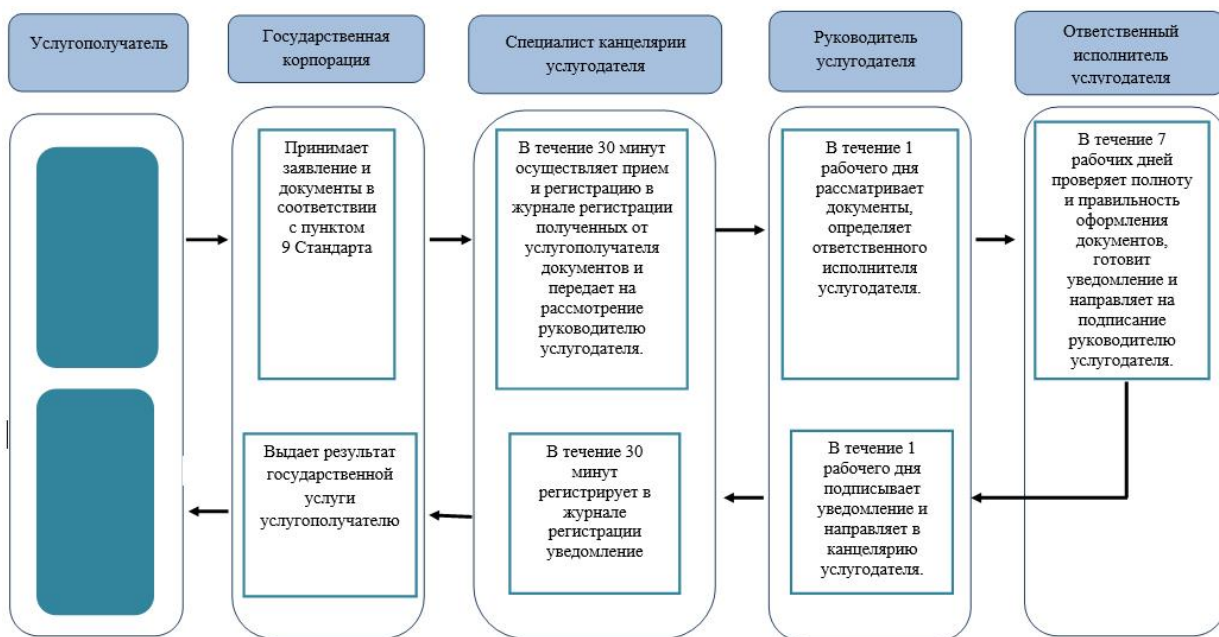 Услугополучатель
Государственная
корпорация
Специалист канцелярии
услугодателя
Руководитель
услугодателя
Ответственный
исполнитель
услугодателя
Принимает
заявление и
документы в
соответствии
с пунктом
9 Стандарта
В течение 30 минут
осуществляет прием
и регистрацию в
журнале регистрации
полученных от
услугополучателя
документов и
передает на
рассмотрение
руководителю
услугодателя.
В течение 1
рабочего дня
рассматривает
документы,
определяет
ответственного
исполнителя
услугодателя.
В течение 7
рабочих дней
проверяет полноту
и правильность
оформления
документов,
готовит
уведомление и
направляет на
подписание
руководителю
услугодателя.
Выдает результат
государственной
услуги
услугополучателю
В течение 30
минут
регистрирует в
журнале
регистрации
уведомление
В течение 1
рабочего дня
подписывает
уведомление и
направляет в
канцелярию
услугодателя.